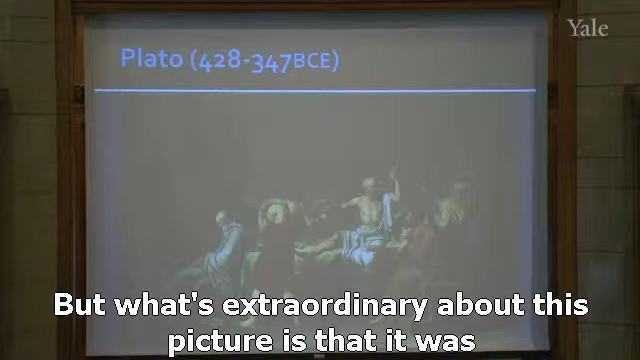 Yale
Plato (428-347BCE)
But what's extraordinary about this
picture is that it was